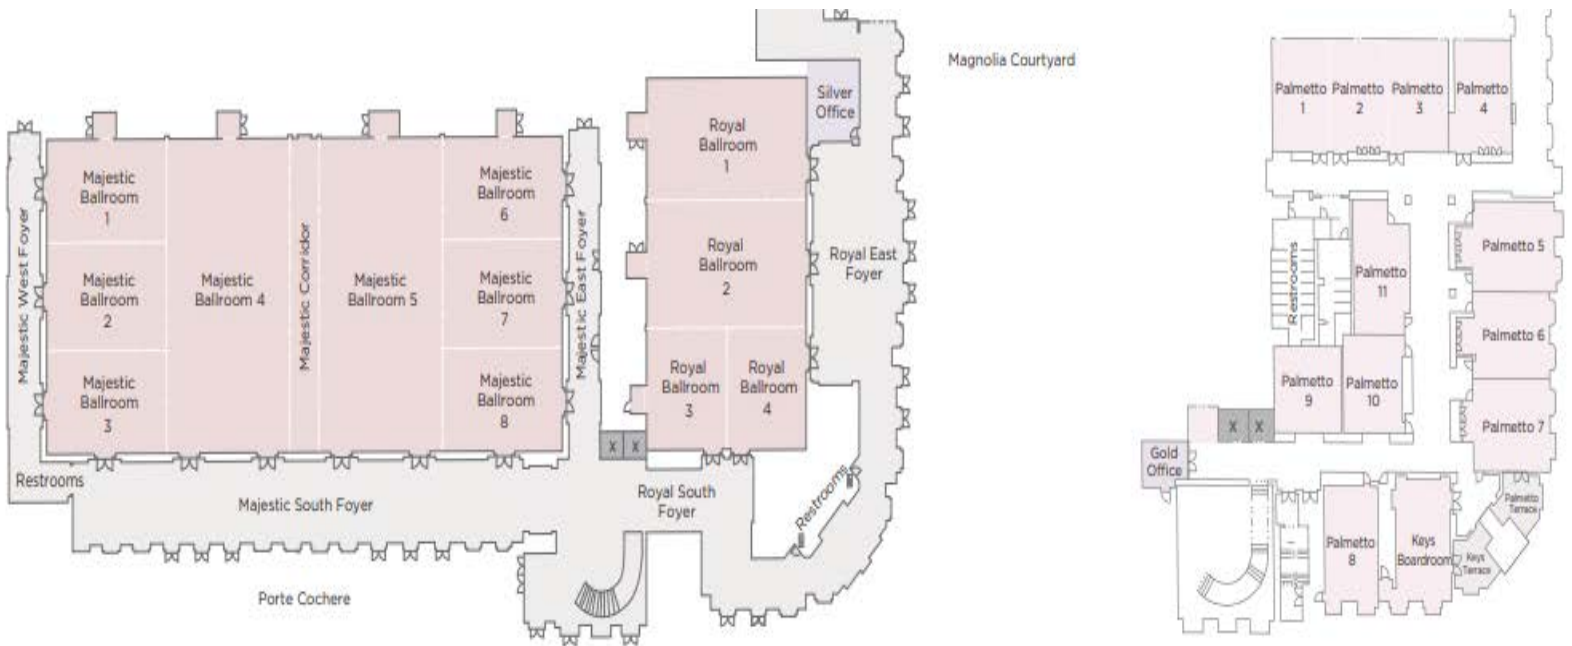 Magnolia Courtyard
Silver
Office
Royal
Ballroom
1
Majestic
Ballroom
1
Majestic
Ballroom
6
Majestic West Foyer
Majestic
Ballroom
2
Majestic
Ballroom 4
Majestic Corridor
Majestic
Ballroom 5
Majestic
Ballroom
7
Majestic East Foyer
Royal
Ballroom
2
Royal East
Foyer
Majestic
Ballroom
3
Majestic
Ballroom
8
Royal
Ballroom
3
Royal
Ballroom
4
X X
Restrooms
Majestic South Foyer
Royal South
Foyer
Restrooms
Porte Cochere
Palmetto
1
Palmetto
2
Palmetto
3
Palmetto
4
Restrooms
Palmetto
11
Palmetto 5
Palmetto 6
Palmetto
9
Palmetto
10
Palmetto 7
X X
Gold
Office
Palmetto
8
Keys
Boardroom
Palmetto
Terrace
Keys
Terrace